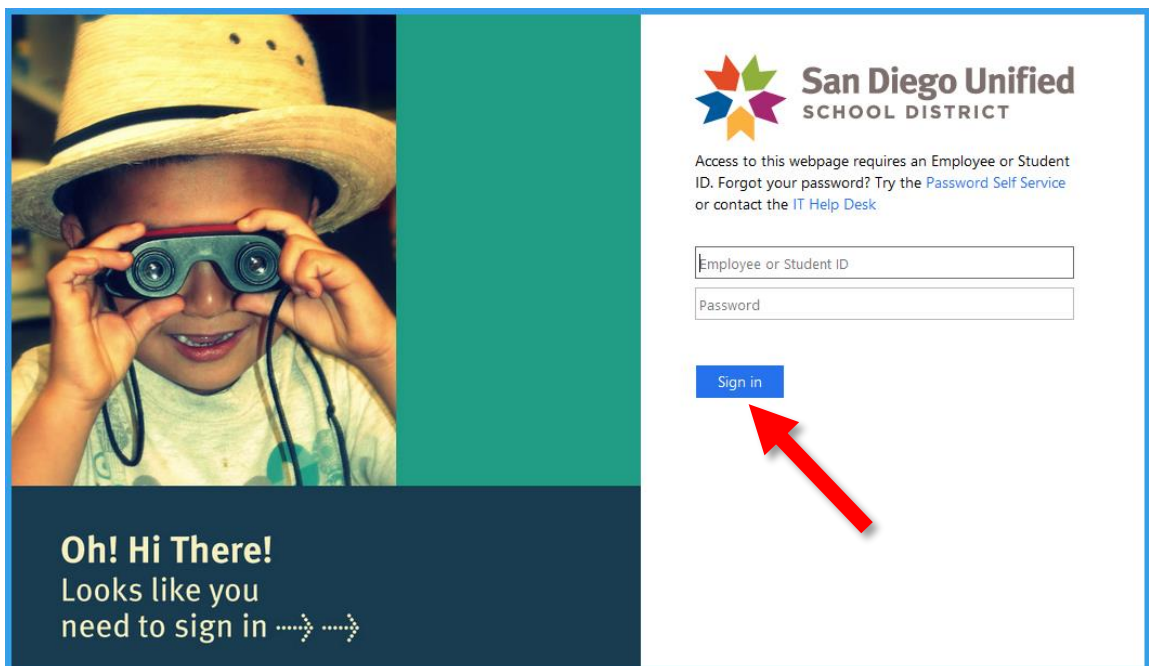 San Diego Unified
SCHOOL DISTRICT
Access to this webpage requires an Employee or Student
ID. Forgot your password? Try the Password Self Service
or contact the IT Help Desk
Employee or Student ID
Password
Sign in
Oh! Hi There!
Looks like you
need to sign in